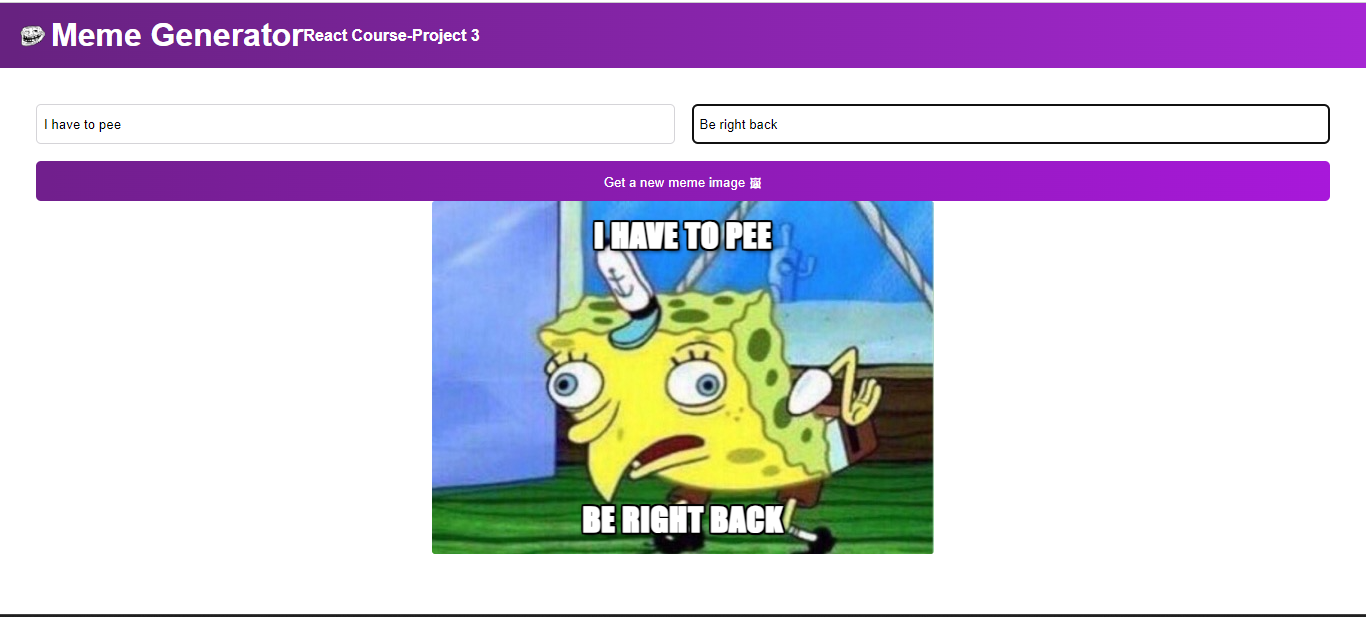 Meme Generator React Course-Project 3
I have to pee
Be right back
Get a new meme image 🖼
I HAVE TO PEE
BE RIGHT BACK